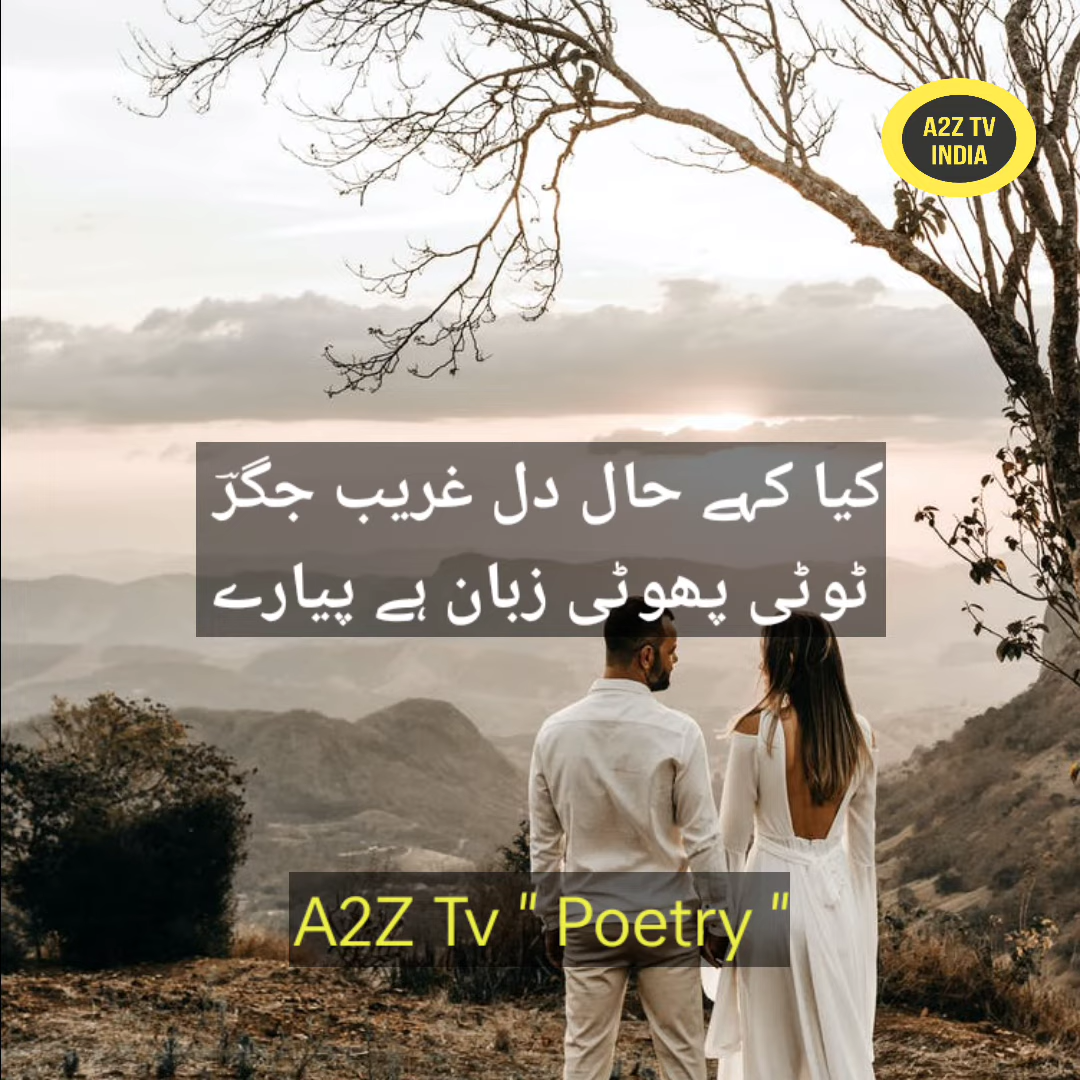 A2Z TV
INDIA
کیا کہے حال دل غریب جگرؔ
ٹوٹی پھوٹی زبان ہے پیارے
A2Z Tv " Poetry "